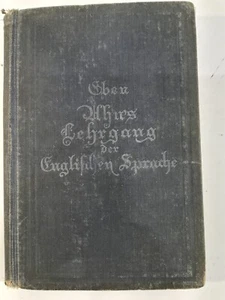 Eben
Ahns
Lehrgang
der
Englischen Sprache